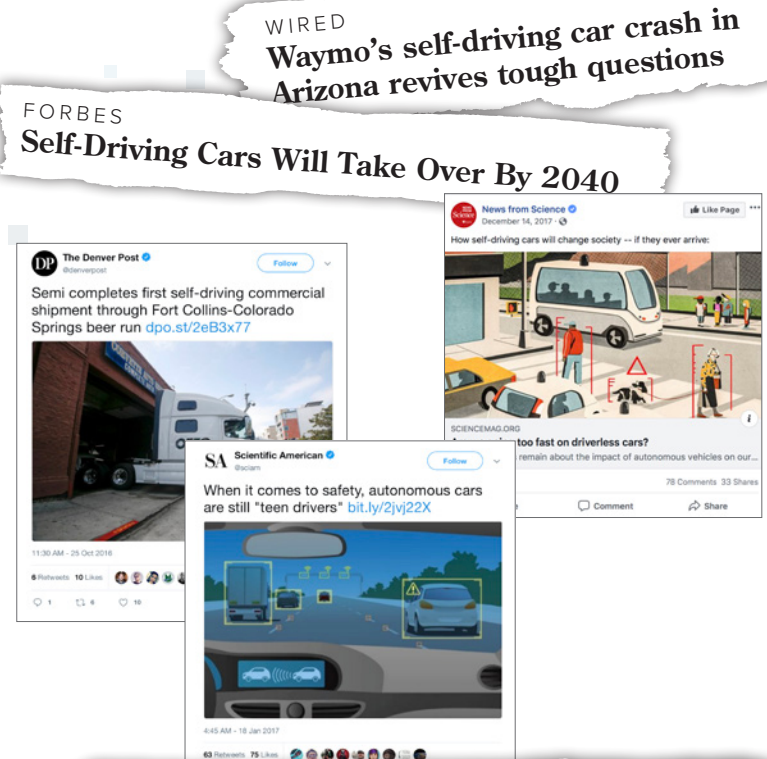 WIRED
Waymo's self-driving car crash in
Arizona revives tough questions
FORBES
Self-Driving Cars Will Take Over By 2040
News from Science
December 14, 2017 ·
Like Page
How self-driving cars will change society -- if they ever arrive:
SCIENCEMAG.ORG
too fast on driverless cars?
remain about the impact of autonomous vehicles on our...
78 Comments 33 Shares
Comment
Share
DP
The Denver Post
@denverpost
Follow
Semi completes first self-driving commercial
shipment through Fort Collins-Colorado
Springs beer run dpo.st/2eB3x77
11:30 AM - 25 Oct 2016
6 Retweets 10 Likes
1 6 10
SA
Scientific American
@sciam
Follow
When it comes to safety, autonomous cars
are still "teen drivers" bit.ly/2jvj22X
4:45 AM - 18 Jan 2017
63 Retweets 75 Likes